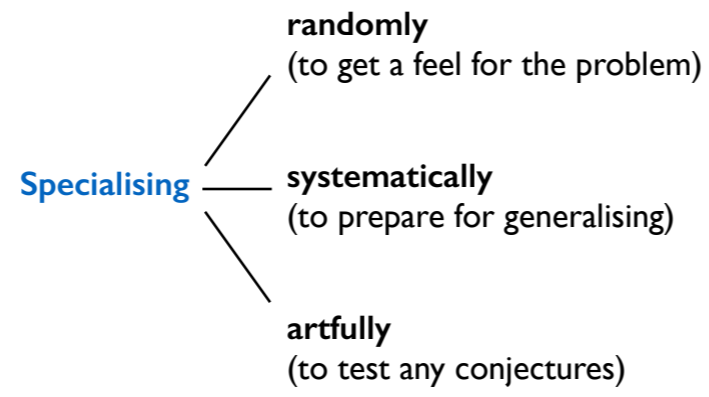 randomly
(to get a feel for the problem)
Specialising
systematically
(to prepare for generalising)
artfully
(to test any conjectures)